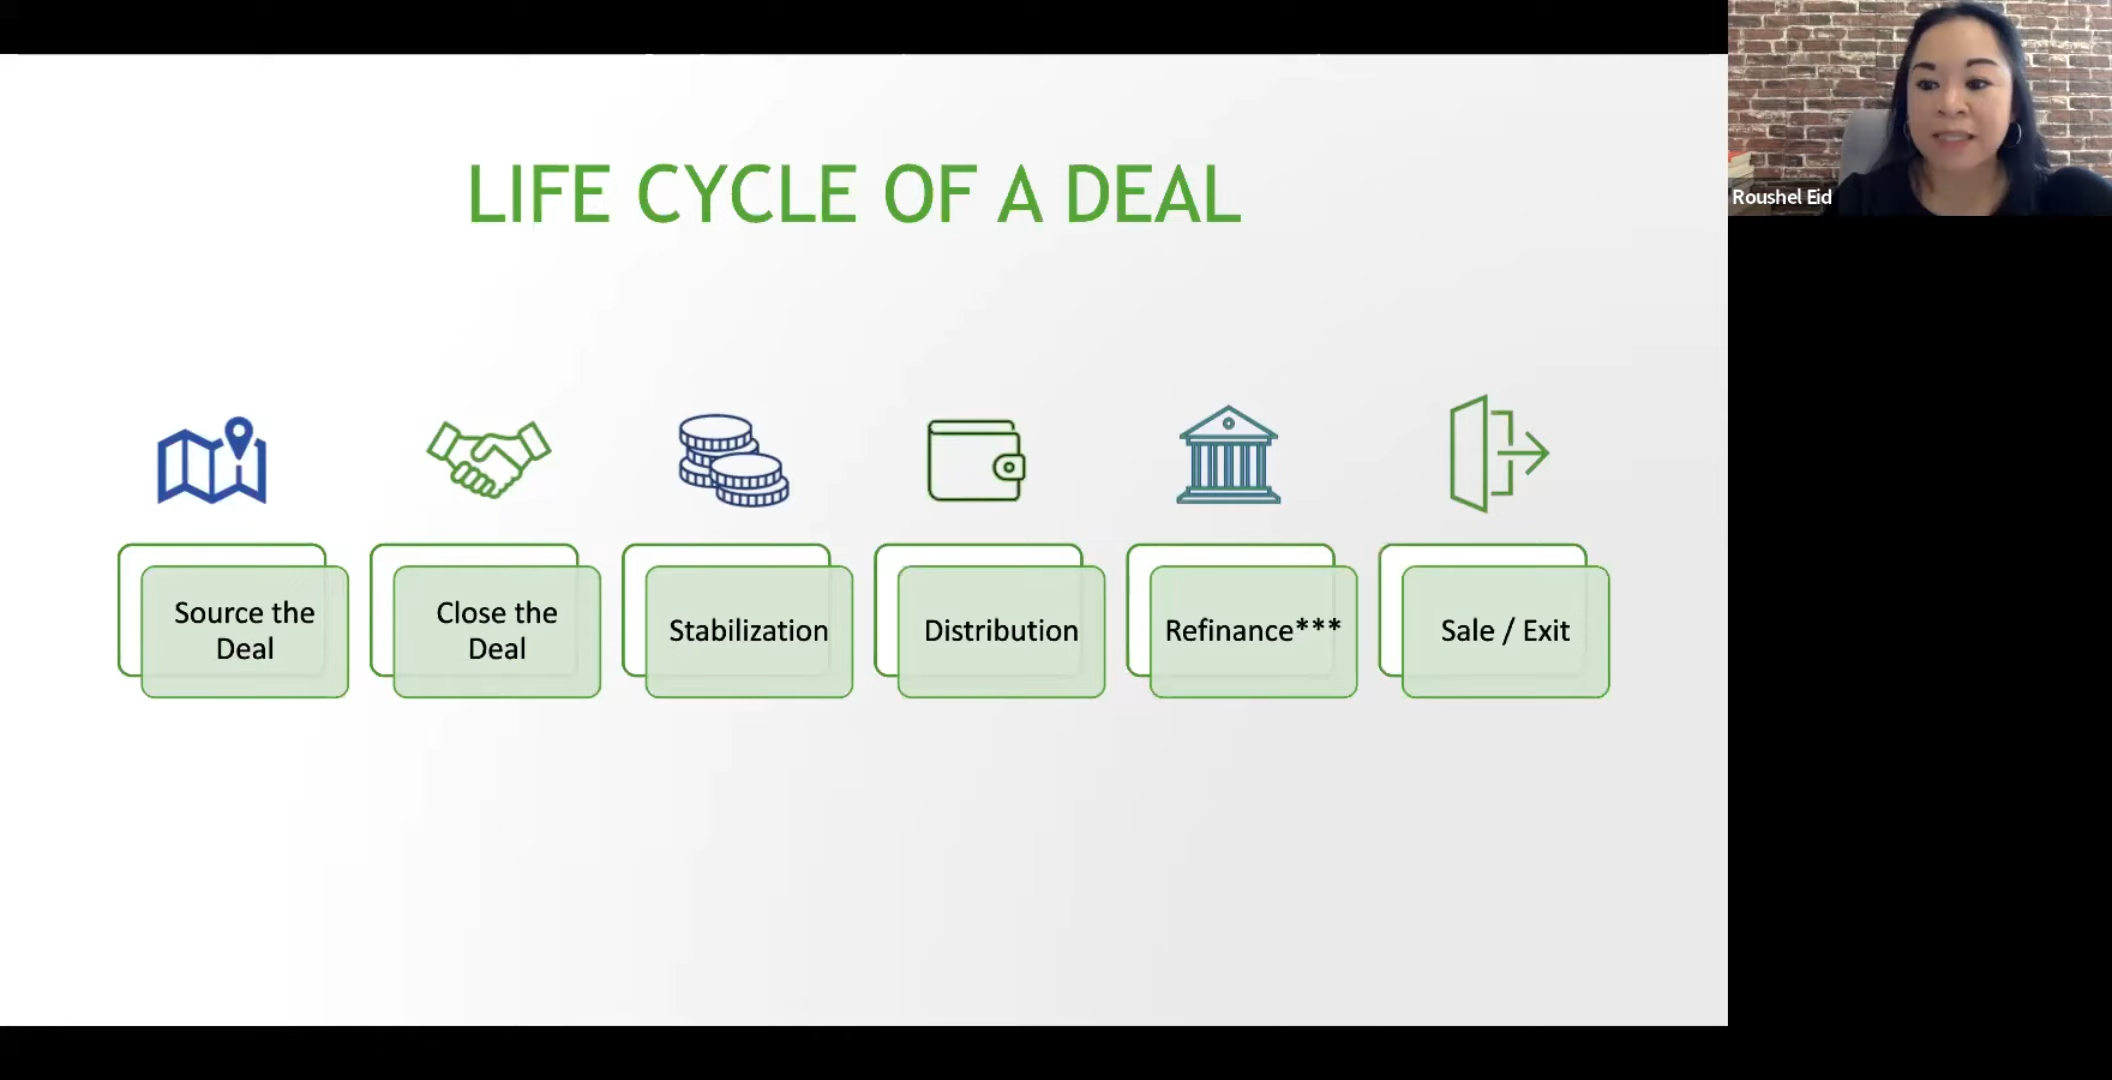 LIFE CYCLE OF A DEAL
Source the
Deal
Close the
Deal
Stabilization
Distribution
Refinance***
Sale / Exit
Roushel Eid